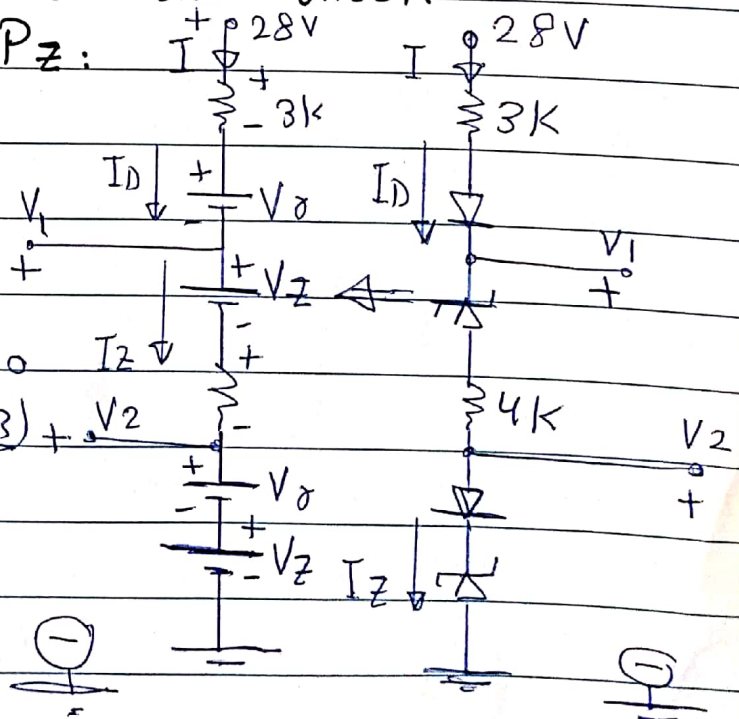 + 28V
28V
Pz:
I
I
+
- 3k
3K
ID
+
Vγ
-
ID
V1
+
V1
+
+
Vz
-
Iz
+
-
4K
3) + V2
V2
+
+
Vγ
-
+
Vz
-
Iz
-
-